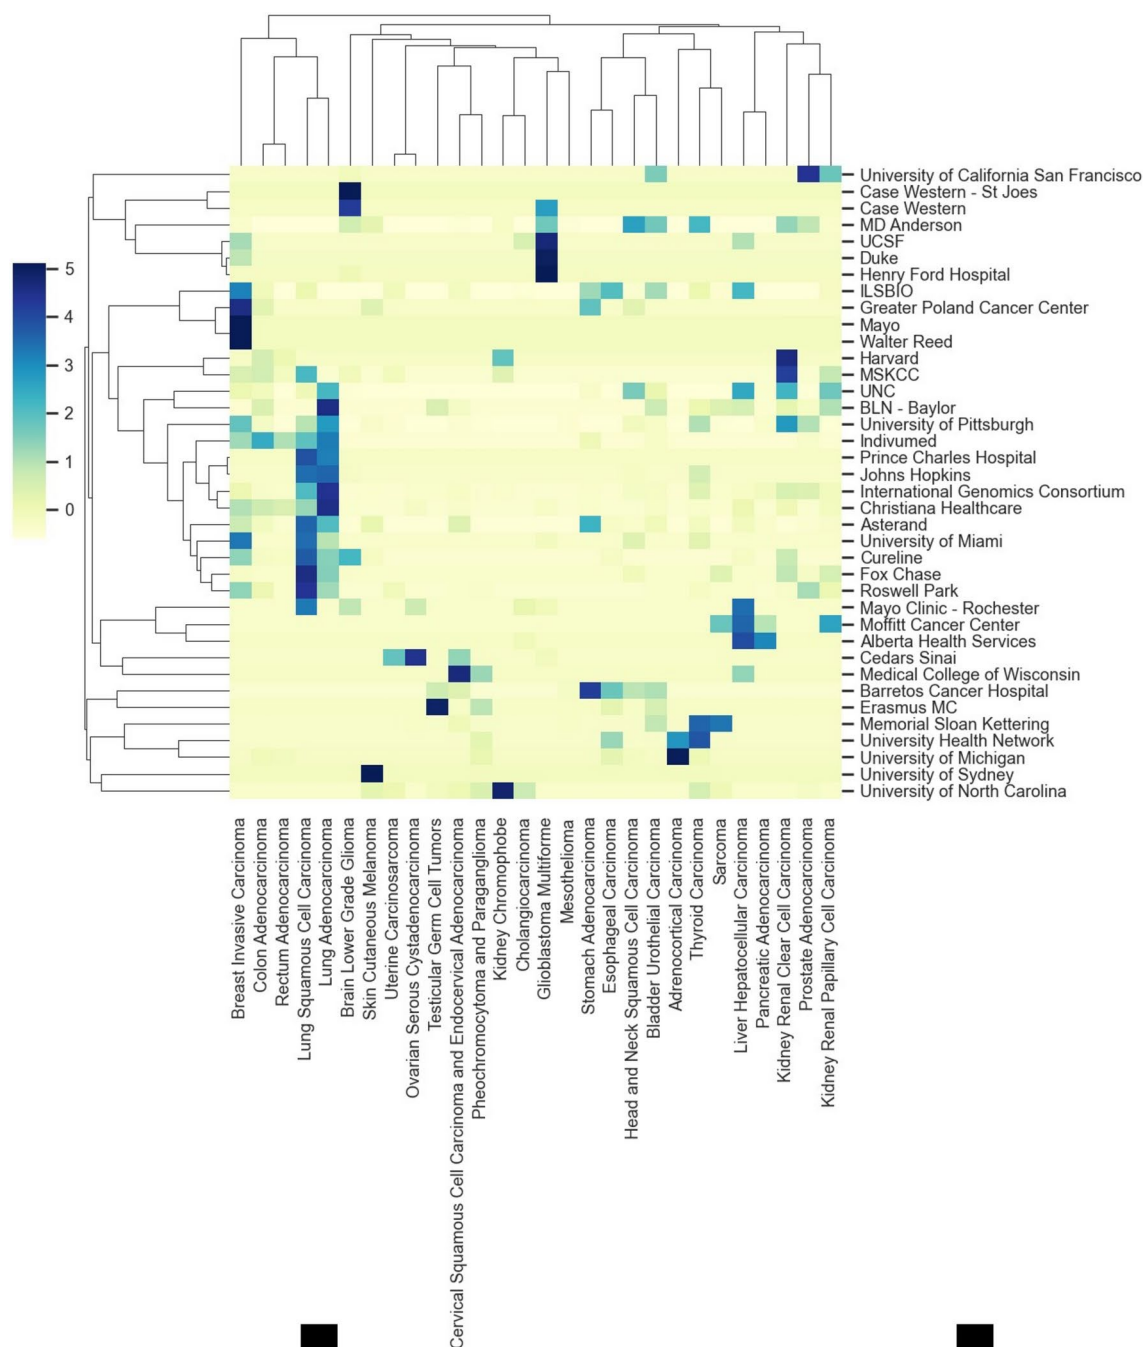 University of California San Francisco
Case Western - St Joes
Case Western
MD Anderson
UCSF
Duke
Henry Ford Hospital
ILSBIO
Greater Poland Cancer Center
Mayo
Walter Reed
Harvard
MSKCC
UNC
BLN - Baylor
University of Pittsburgh
Indivumed
Prince Charles Hospital
Johns Hopkins
International Genomics Consortium
Christiana Healthcare
Asterand
University of Miami
Cureline
Fox Chase
Roswell Park
Mayo Clinic - Rochester
Moffitt Cancer Center
Alberta Health Services
Cedars Sinai
Medical College of Wisconsin
Barretos Cancer Hospital
Erasmus MC
Memorial Sloan Kettering
University Health Network
University of Michigan
University of Sydney
University of North Carolina
5
4
3
2
1
0
Breast Invasive Carcinoma
Colon Adenocarcinoma
Rectum Adenocarcinoma
Lung Squamous Cell Carcinoma
Lung Adenocarcinoma
Brain Lower Grade Glioma
Skin Cutaneous Melanoma
Uterine Carcinosarcoma
Ovarian Serous Cystadenocarcinoma
Testicular Germ Cell Tumors
Cervical Squamous Cell Carcinoma and Endocervical Adenocarcinoma
Pheochromocytoma and Paraganglioma
Kidney Chromophobe
Cholangiocarcinoma
Glioblastoma Multiforme
Mesothelioma
Stomach Adenocarcinoma
Esophageal Carcinoma
Head and Neck Squamous Cell Carcinoma
Bladder Urothelial Carcinoma
Adrenocortical Carcinoma
Thyroid Carcinoma
Sarcoma
Liver Hepatocellular Carcinoma
Pancreatic Adenocarcinoma
Kidney Renal Clear Cell Carcinoma
Prostate Adenocarcinoma
Kidney Renal Papillary Cell Carcinoma